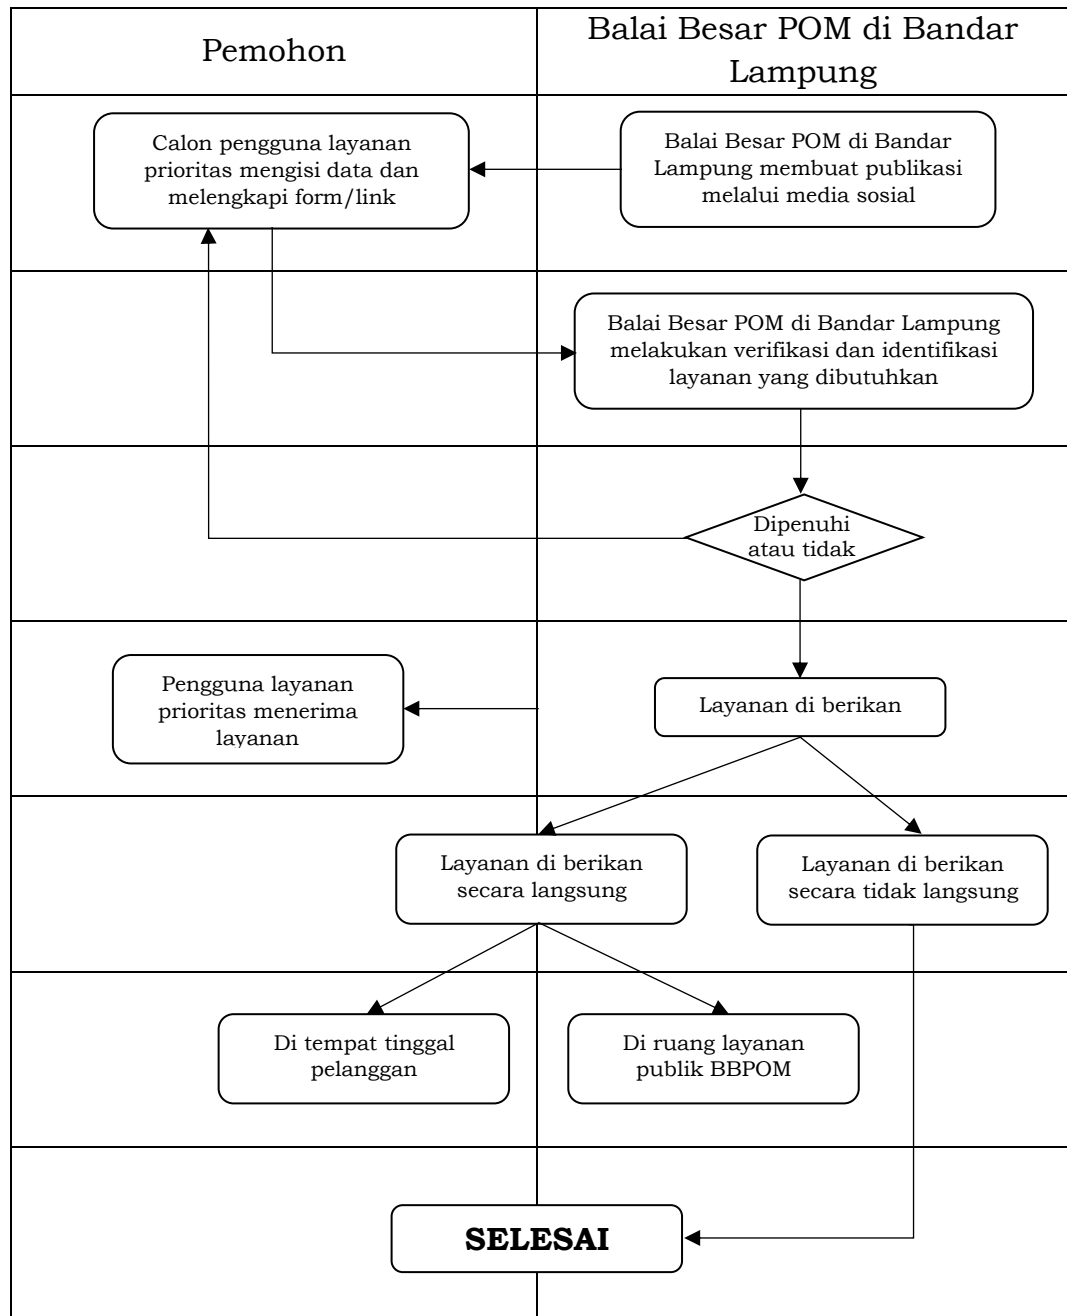 Pemohon
Balai Besar POM di Bandar
Lampung
Calon pengguna layanan
prioritas mengisi data dan
melengkapi form/link
Balai Besar POM di Bandar
Lampung membuat publikasi
melalui media sosial
Balai Besar POM di Bandar Lampung
melakukan verifikasi dan identifikasi
layanan yang dibutuhkan
Dipenuhi
atau tidak
Pengguna layanan
prioritas menerima
layanan
Layanan di berikan
Layanan di berikan
secara langsung
Layanan di berikan
secara tidak langsung
Di tempat tinggal
pelanggan
Di ruang layanan
publik BBPOM
SELESAI